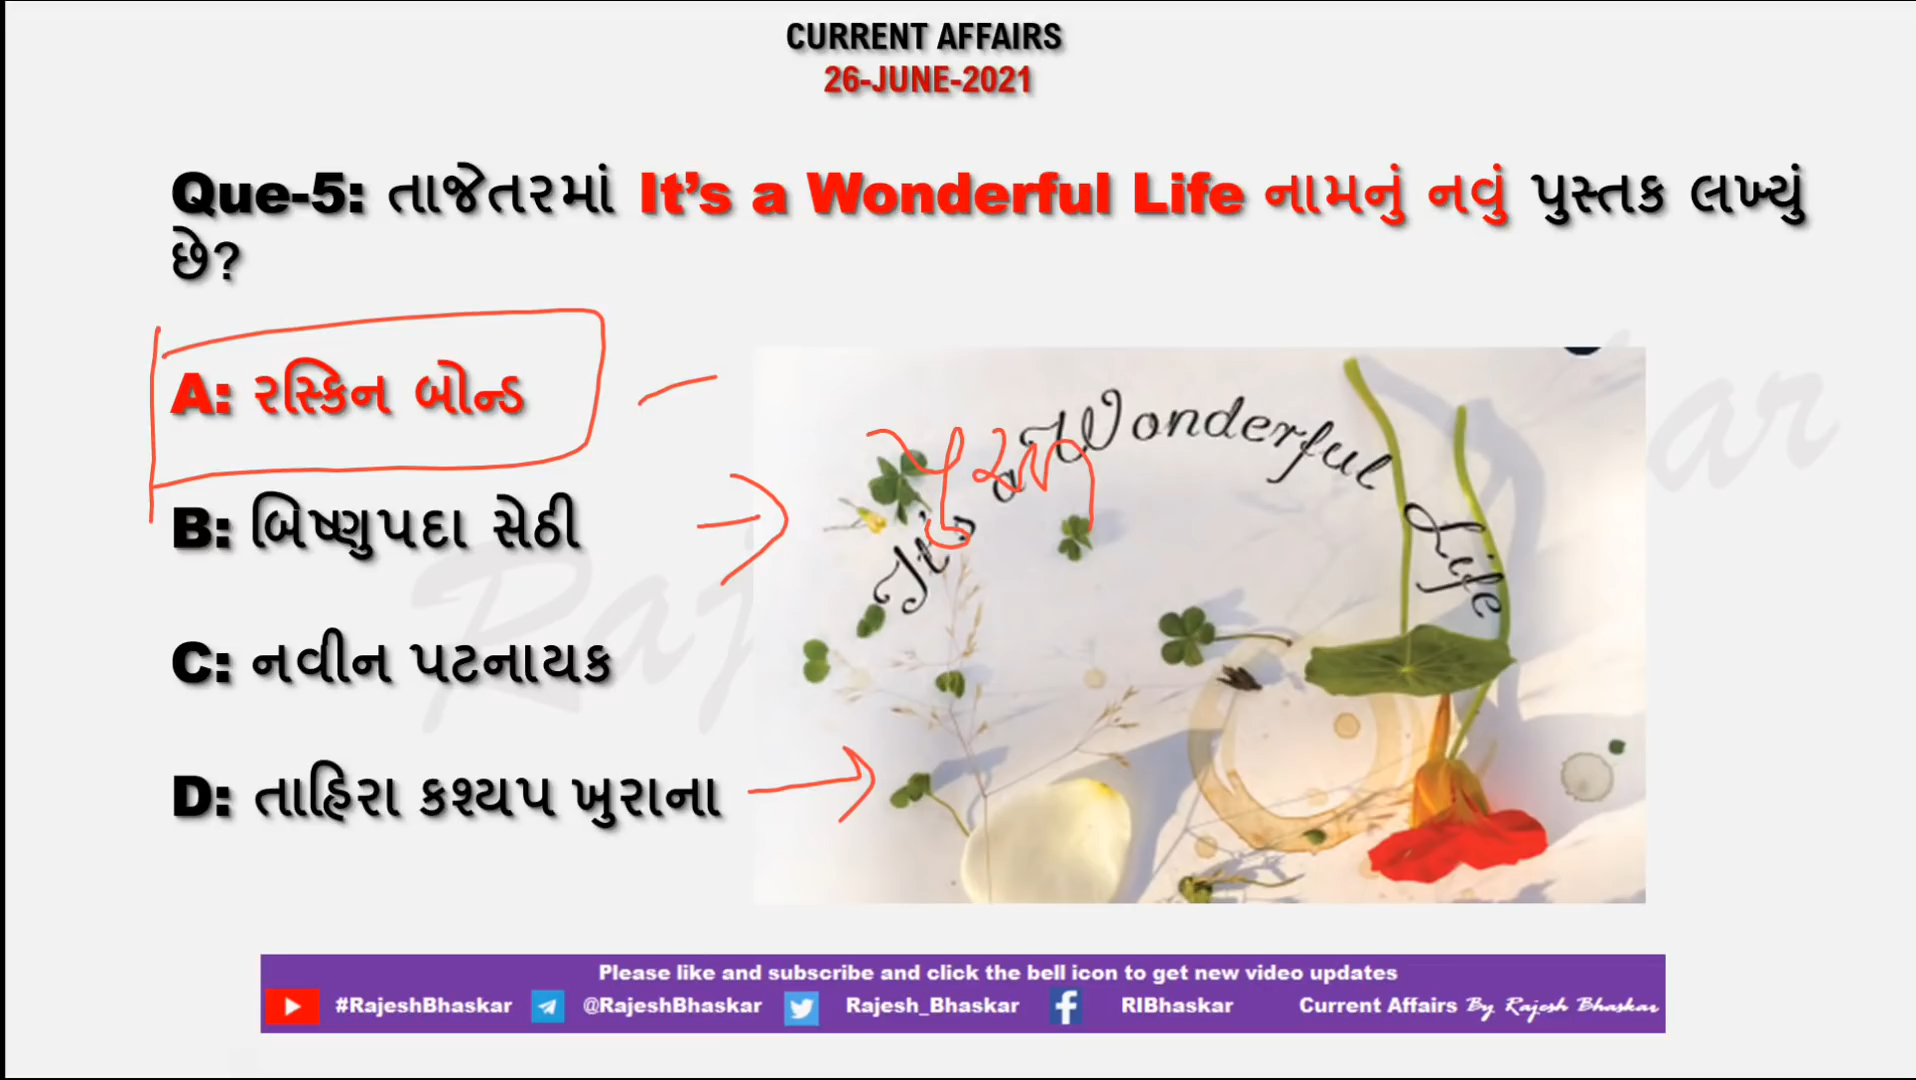 CURRENT AFFAIRS
26-JUNE-2021
Que-5: તાજેતરમાં It's a Wonderful Life નામનું નવું પુસ્તક લખ્યું
છે?
A: રસ્કિન બોન્ડ
B: બિષ્ણુપદા સેઠી
C: નવીન પટનાયક
D: તાહિરા કશ્યપ ખુરાના
It's a Wonderful Life
Please like and subscribe and click the bell icon to get new video updates
#RajeshBhaskar @RajeshBhaskar Rajesh_Bhaskar RIBhaskar Current Affairs By Rajesh Bhaskar